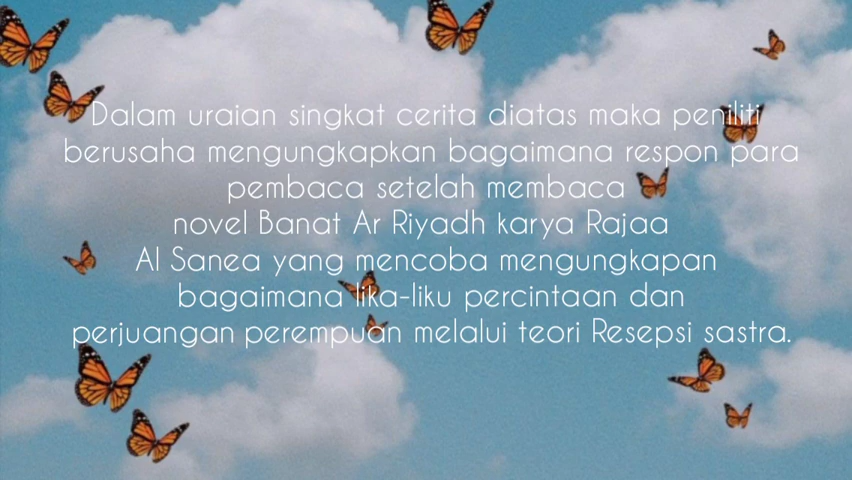 Dalam uraian singkat cerita diatas maka peniliti
berusaha mengungkapkan bagaimana respon para
pembaca setelah membaca
novel Banat Ar Riyadh karya Rajaa
Al Sanea yang mencoba mengungkapan
bagaimana lika-liku percintaan dan
perjuangan perempuan melalui teori Resepsi sastra.